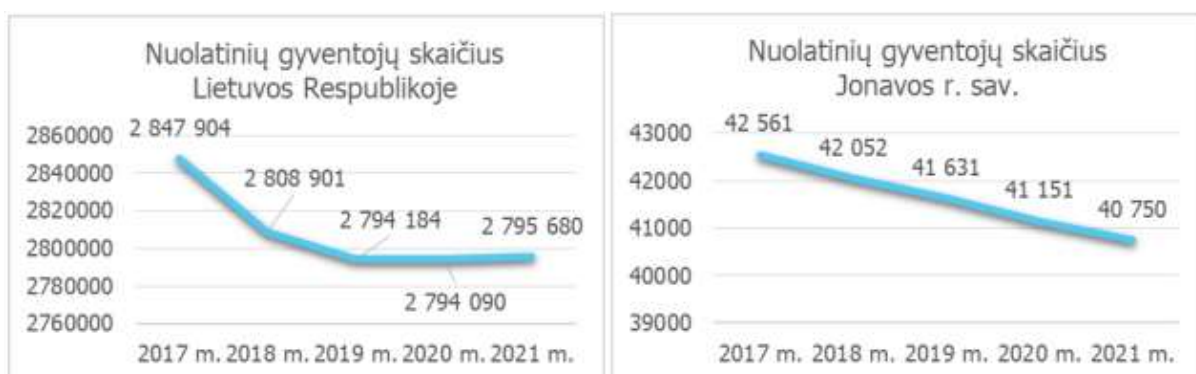 Nuolatinių gyventojų skaičius
Lietuvos Respublikoje
2860000
2840000
2820000
2800000
2780000
2760000
2 847 904
2 808 901
2 794 184
2 794 090
2 795 680
2017 m. 2018 m. 2019 m. 2020 m. 2021 m.
Nuolatinių gyventojų skaičius
Jonavos r. sav.
43000
42000
41000
40000
39000
42 561
42 052
41 631
41 151
40 750
2017 m. 2018 m. 2019 m. 2020 m. 2021 m.